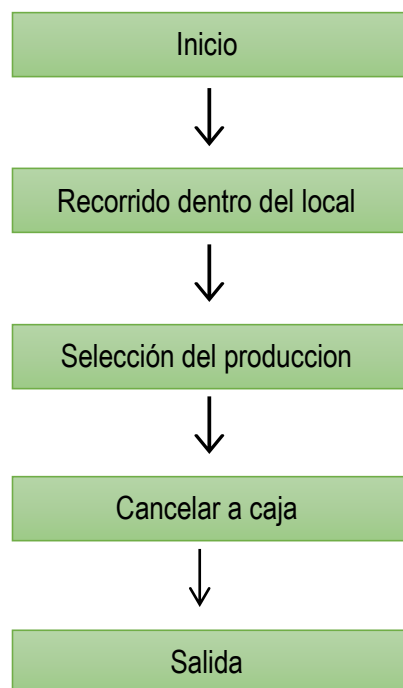 Inicio
Recorrido dentro del local
Selección del produccion
Cancelar a caja
Salida